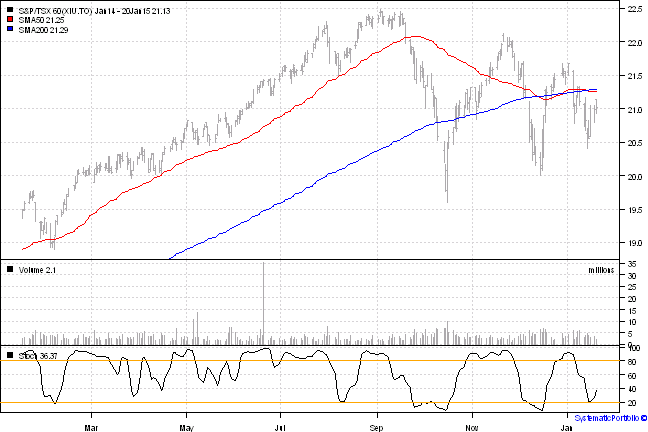 S&P/TSX 60(XIU.TO) Jan14 - 20Jan15 21.13
SMA50 21.25
SMA200 21.29
22.5
22.0
21.5
21.0
20.5
20.0
19.5
19.0
Volume 2.1
millions
35
30
25
20
15
10
5
0
Stoch 36.37
100
80
60
40
20
Mar
May
Jul
Sep
Nov
Jan
SystematicPortfolio ©